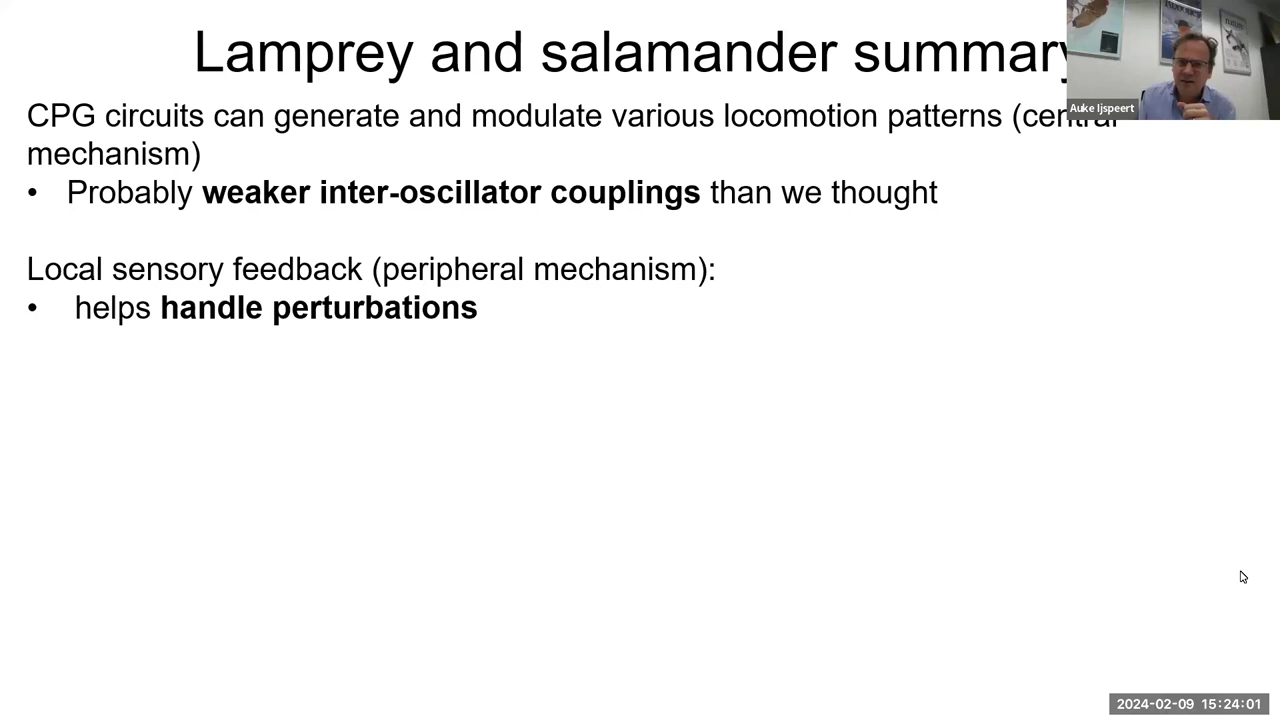 Lamprey and salamander summary
CPG circuits can generate and modulate various locomotion patterns (central
mechanism)
• Probably weaker inter-oscillator couplings than we thought
Local sensory feedback (peripheral mechanism):
• helps handle perturbations
Auke Ijspeert
2024-02-09 15:24:01